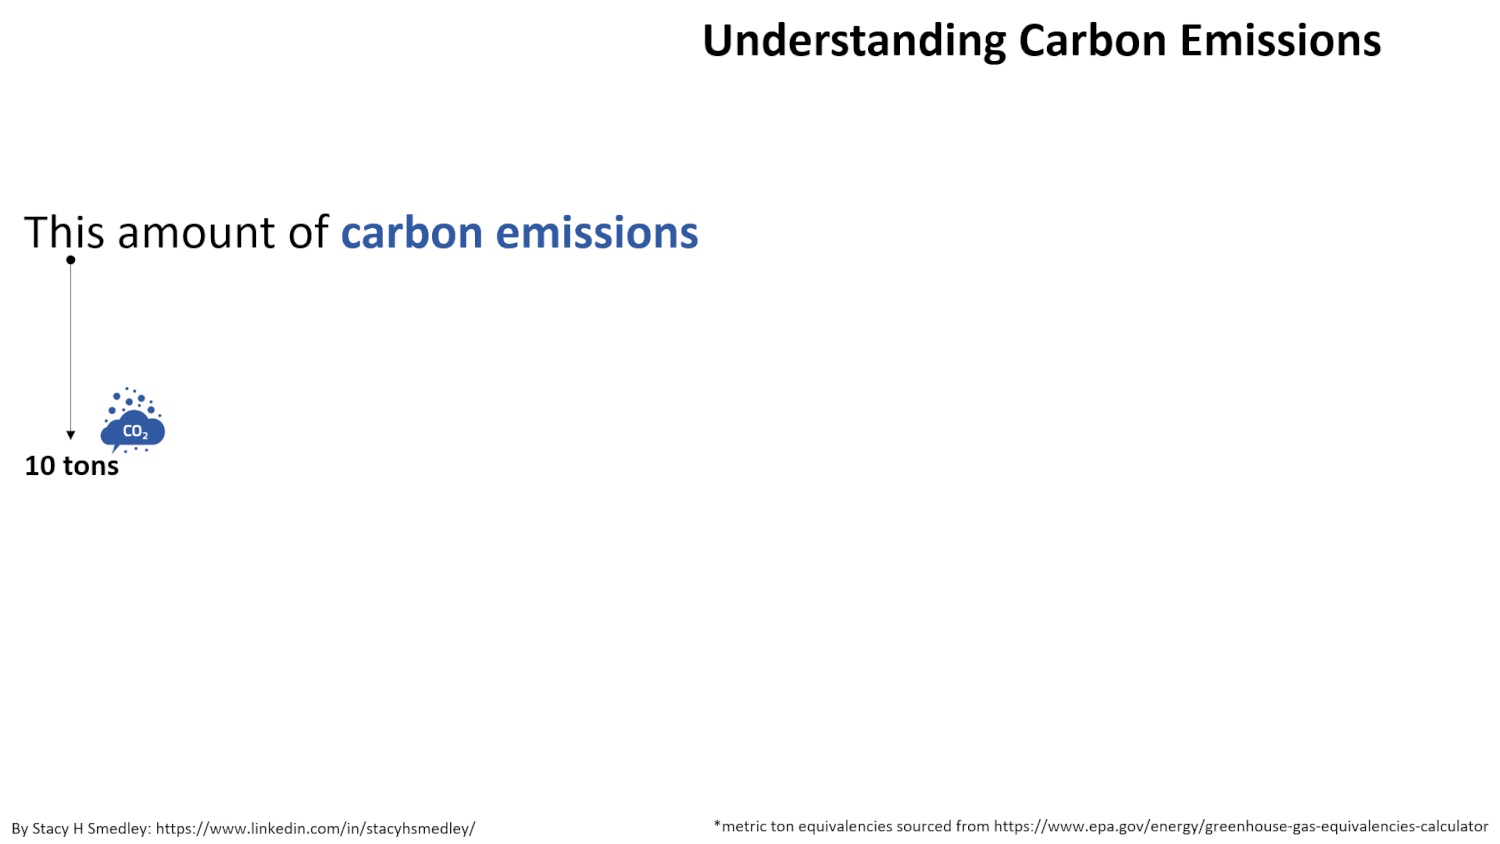 Understanding Carbon Emissions
This amount of carbon emissions
CO₂
10 tons
By Stacy H Smedley: https://www.linkedin.com/in/stacyhsmedley/
*metric ton equivalencies sourced from https://www.epa.gov/energy/greenhouse-gas-equivalencies-calculator